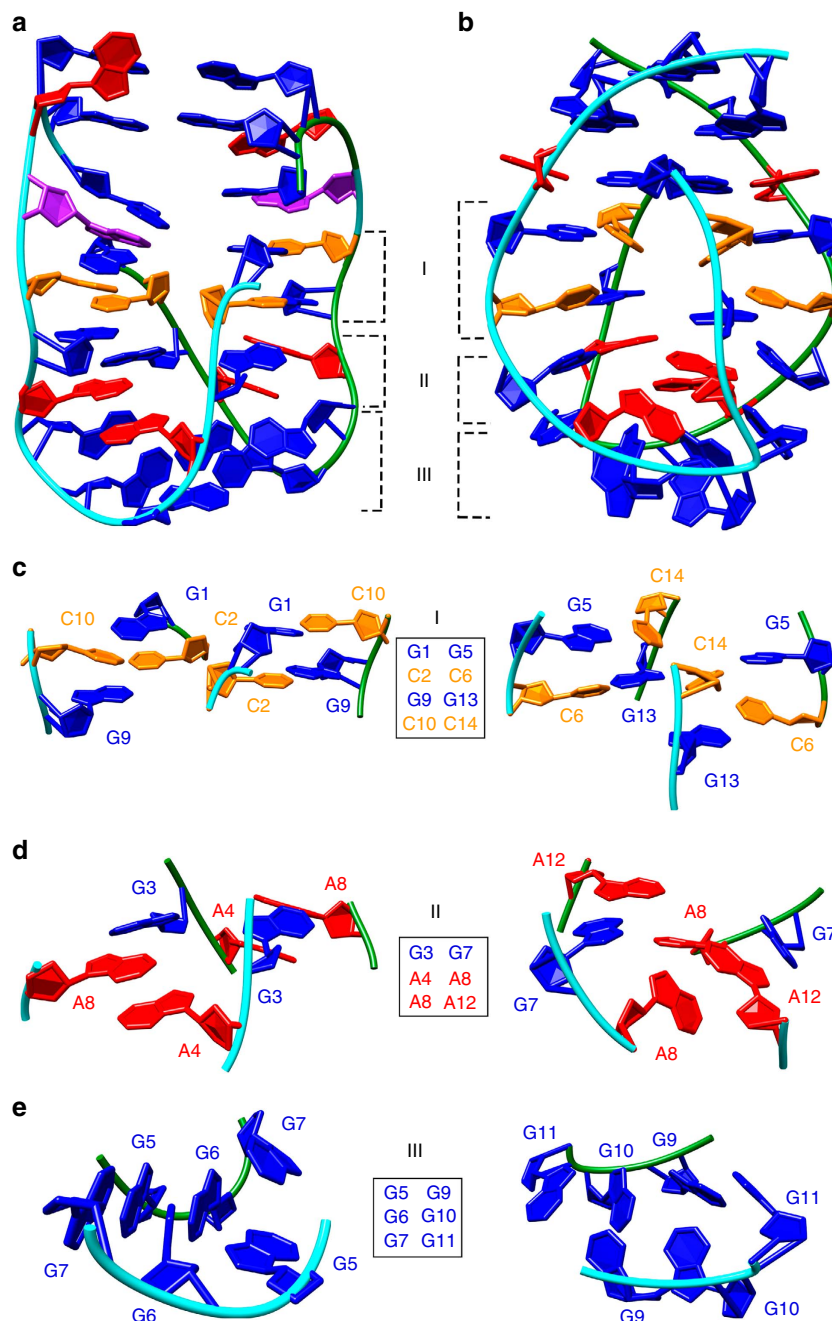 a
b
I
II
III
c
C10 G1 C2 G1 C10
G9 C2 G9
I
G1 G5
C2 C6
G9 G13
C10 C14
C14
G5 G5
C14
C6 G13 C6
G13
d
G3 A4 A8
A8 G3
A4
II
G3 G7
A4 A8
A8 A12
A12
A8 G7
G7 A12
A8
e
G5 G6 G7
G7 G6 G5
III
G5 G9
G6 G10
G7 G11
G11 G10 G9
G11
G9 G10